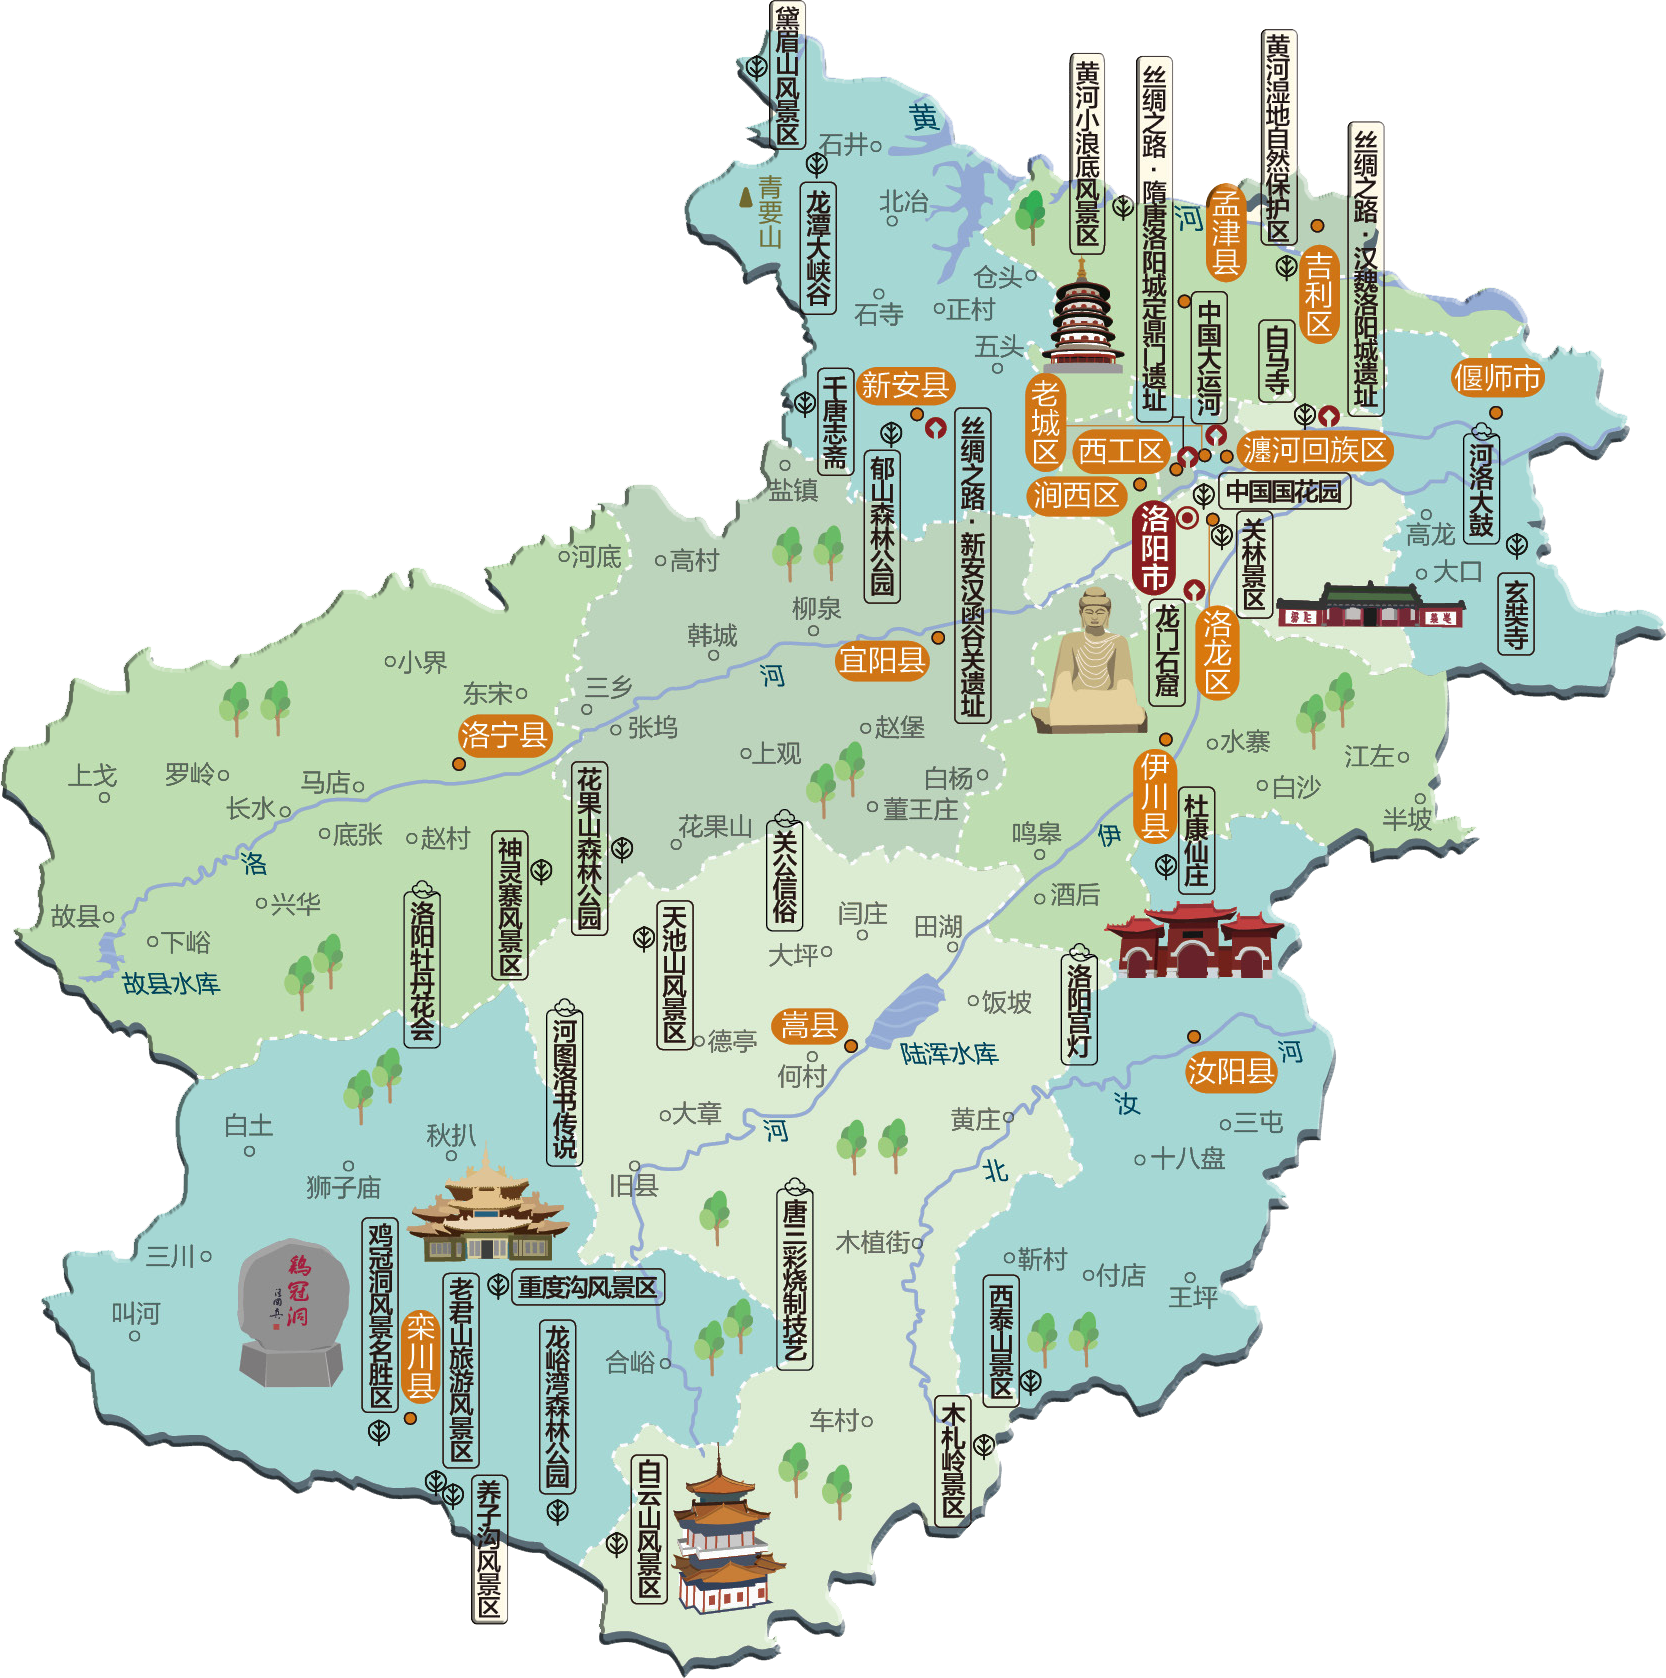 黛眉山风景区
石井
黄
青要山
龙潭大峡谷
北冶
石寺
正村
仓头
五头
黄河小浪底风景区
丝绸之路·隋唐洛阳城定鼎门遗址
河
孟津县
黄河湿地自然保护区
吉利区
丝绸之路·汉魏洛阳城遗址
中国大运河
白马寺
偃师市
千唐志斋
新安县
郁山森林公园
丝绸之路·新安汉函谷关遗址
老城区
西工区
涧西区
瀍河回族区
中国国花园
洛阳市
关林景区
河洛大鼓
高龙
大口
玄奘寺
盐镇
河底
高村
柳泉
韩城
宜阳县
龙门石窟
洛龙区
小界
东宋
三乡
张坞
河
洛宁县
上观
赵堡
白杨
董王庄
花果山
水寨
江左
白沙
半坡
伊川县
杜康仙庄
鸣皋
伊
酒后
上戈
罗岭
马店
长水
底张
赵村
洛
兴华
故县
下峪
故县水库
洛阳牡丹花会
神灵寨风景区
花果山森林公园
天池山风景区
关公信俗
闫庄
大坪
田湖
饭坡
洛阳宫灯
河图洛书传说
嵩县
德亭
何村
陆浑水库
汝阳县
河
汝
三屯
十八盘
大章
河
黄庄
北
旧县
白土
秋扒
狮子庙
三川
叫河
鸡冠洞
鸡冠洞风景名胜区
栾川县
老君山旅游风景区
重度沟风景区
龙峪湾森林公园
养子沟风景区
合峪
唐三彩烧制技艺
木植街
靳村
付店
王坪
西泰山景区
车村
木札岭景区
白云山风景区